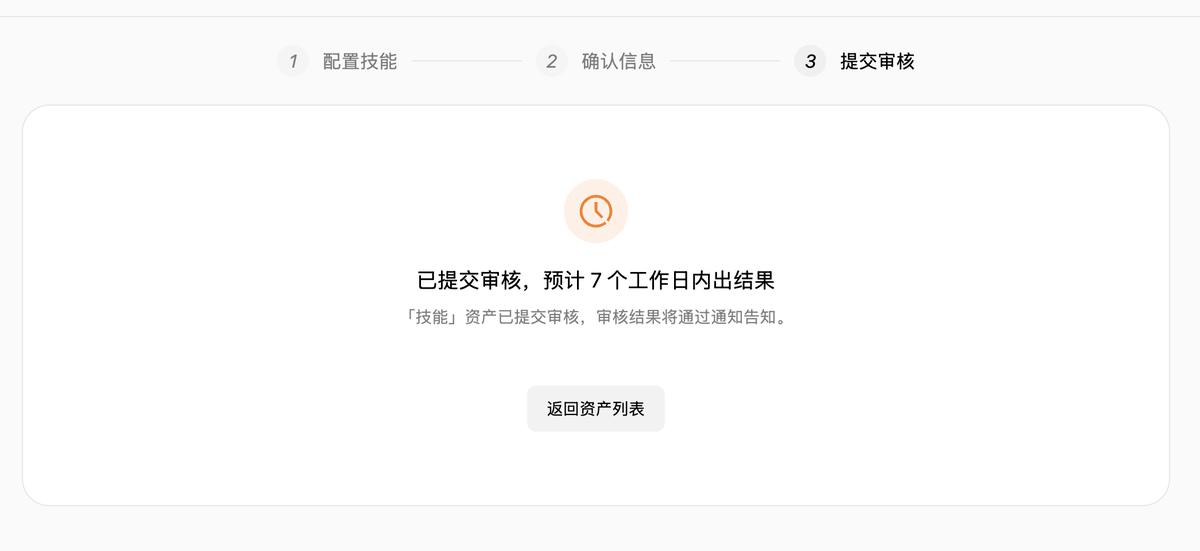 1 配置技能 2 确认信息 3 提交审核
已提交审核，预计 7 个工作日内出结果
「技能」资产已提交审核，审核结果将通过通知告知。
返回资产列表